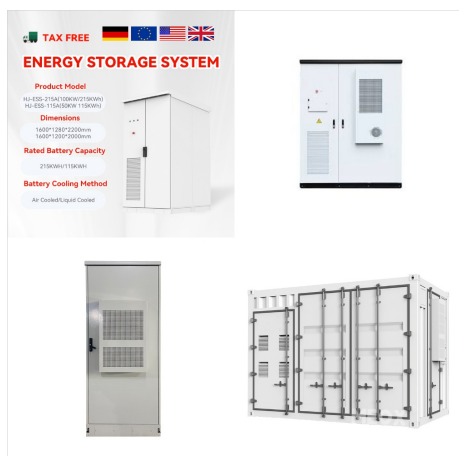 TAX FREE
ENERGY STORAGE SYSTEM
Product Model
HJ-ESS-215A(100KW/215KWh)
HJ-ESS-115A(50KW 115KWh)
Dimensions
1600*1280*2200mm
1600*1200*2000mm
Rated Battery Capacity
215KWH/115KWH
Battery Cooling Method
Air Cooled/Liquid Cooled